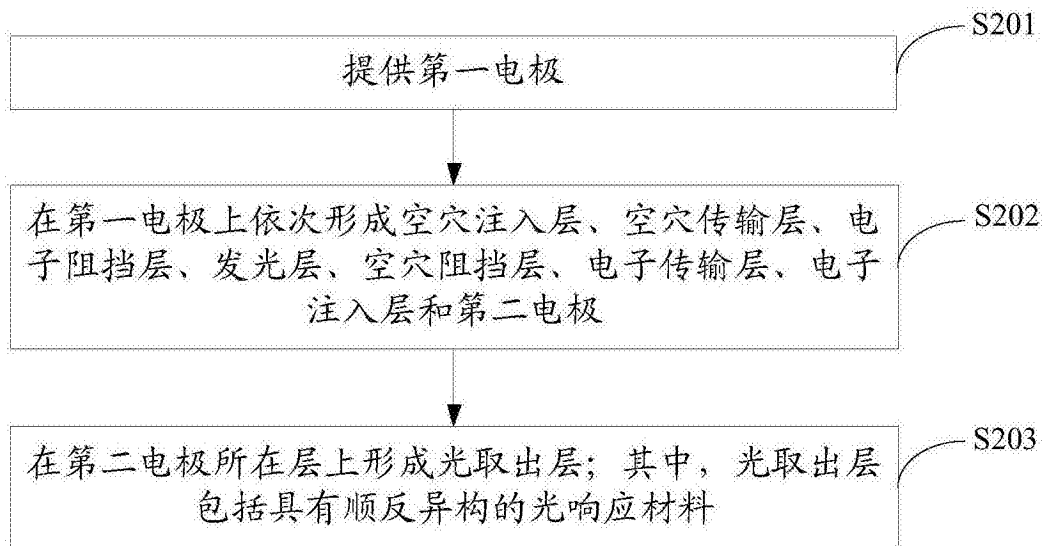 S201
提供第一电极
S202
在第一电极上依次形成空穴注入层、空穴传输层、电
子阻挡层、发光层、空穴阻挡层、电子传输层、电子
注入层和第二电极
S203
在第二电极所在层上形成光取出层；其中，光取出层
包括具有顺反异构的光响应材料